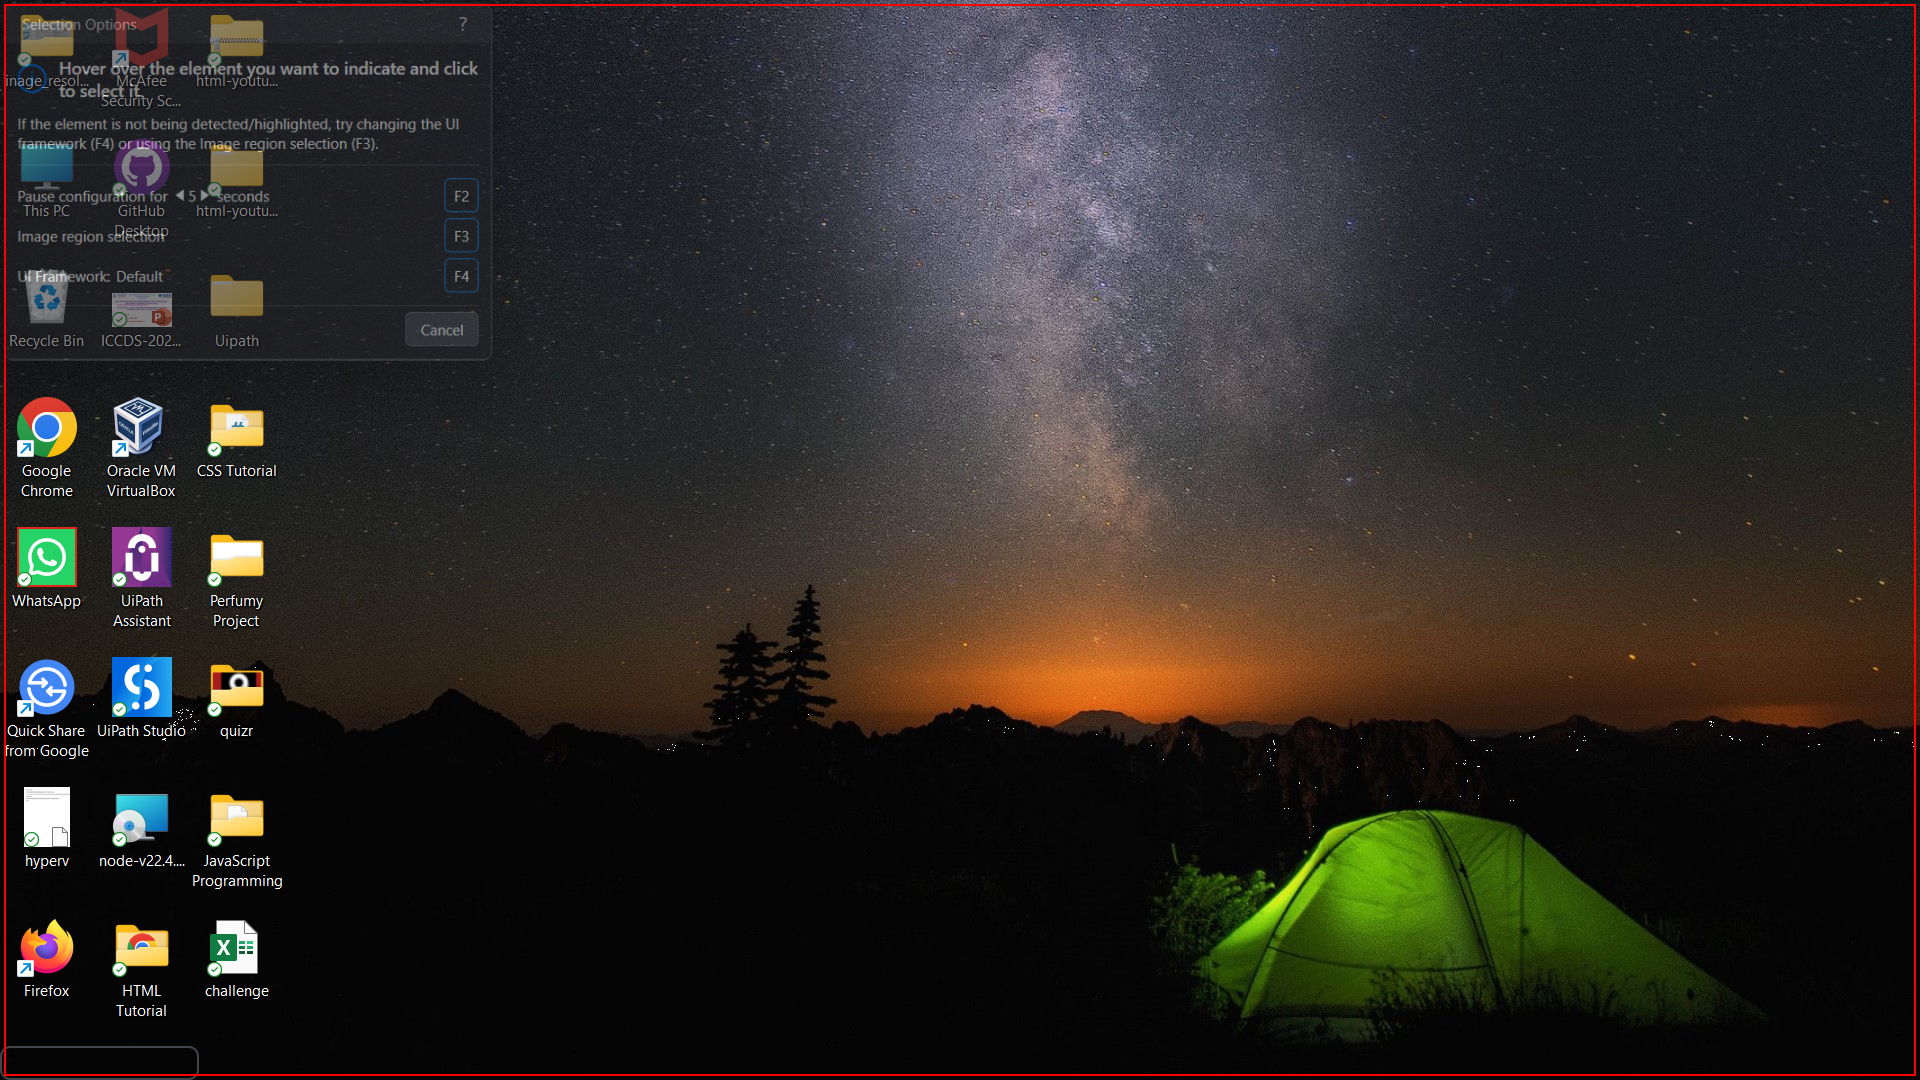 Selection Options
?
Hover over the element you want to indicate and click
to select it.
If the element is not being detected/highlighted, try changing the UI
framework (F4) or using the Image region selection (F3).
Pause configuration for 5 seconds
F2
Image region selection
F3
UI Framework: Default
F4
Cancel
inage_resol...
McAfee
Security Sc...
html-youtu...
This PC
GitHub
Desktop
html-youtu...
Recycle Bin
ICCDS-202...
Uipath
Google
Chrome
Oracle VM
VirtualBox
CSS Tutorial
WhatsApp
UiPath
Assistant
Perfumy
Project
Quick Share
from Google
UiPath Studio
quizr
hyperv
node-v22.4....
JavaScript
Programming
Firefox
HTML
Tutorial
challenge